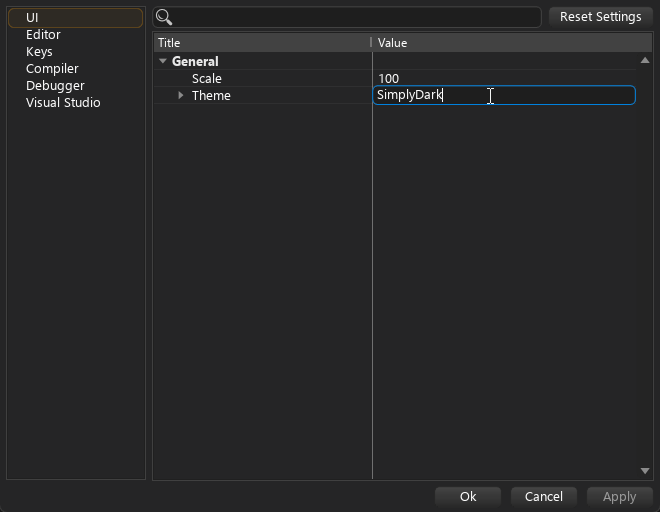 UI
Editor
Keys
Compiler
Debugger
Visual Studio
Reset Settings
Title Value
General
Scale 100
Theme SimplyDark
Ok Cancel Apply